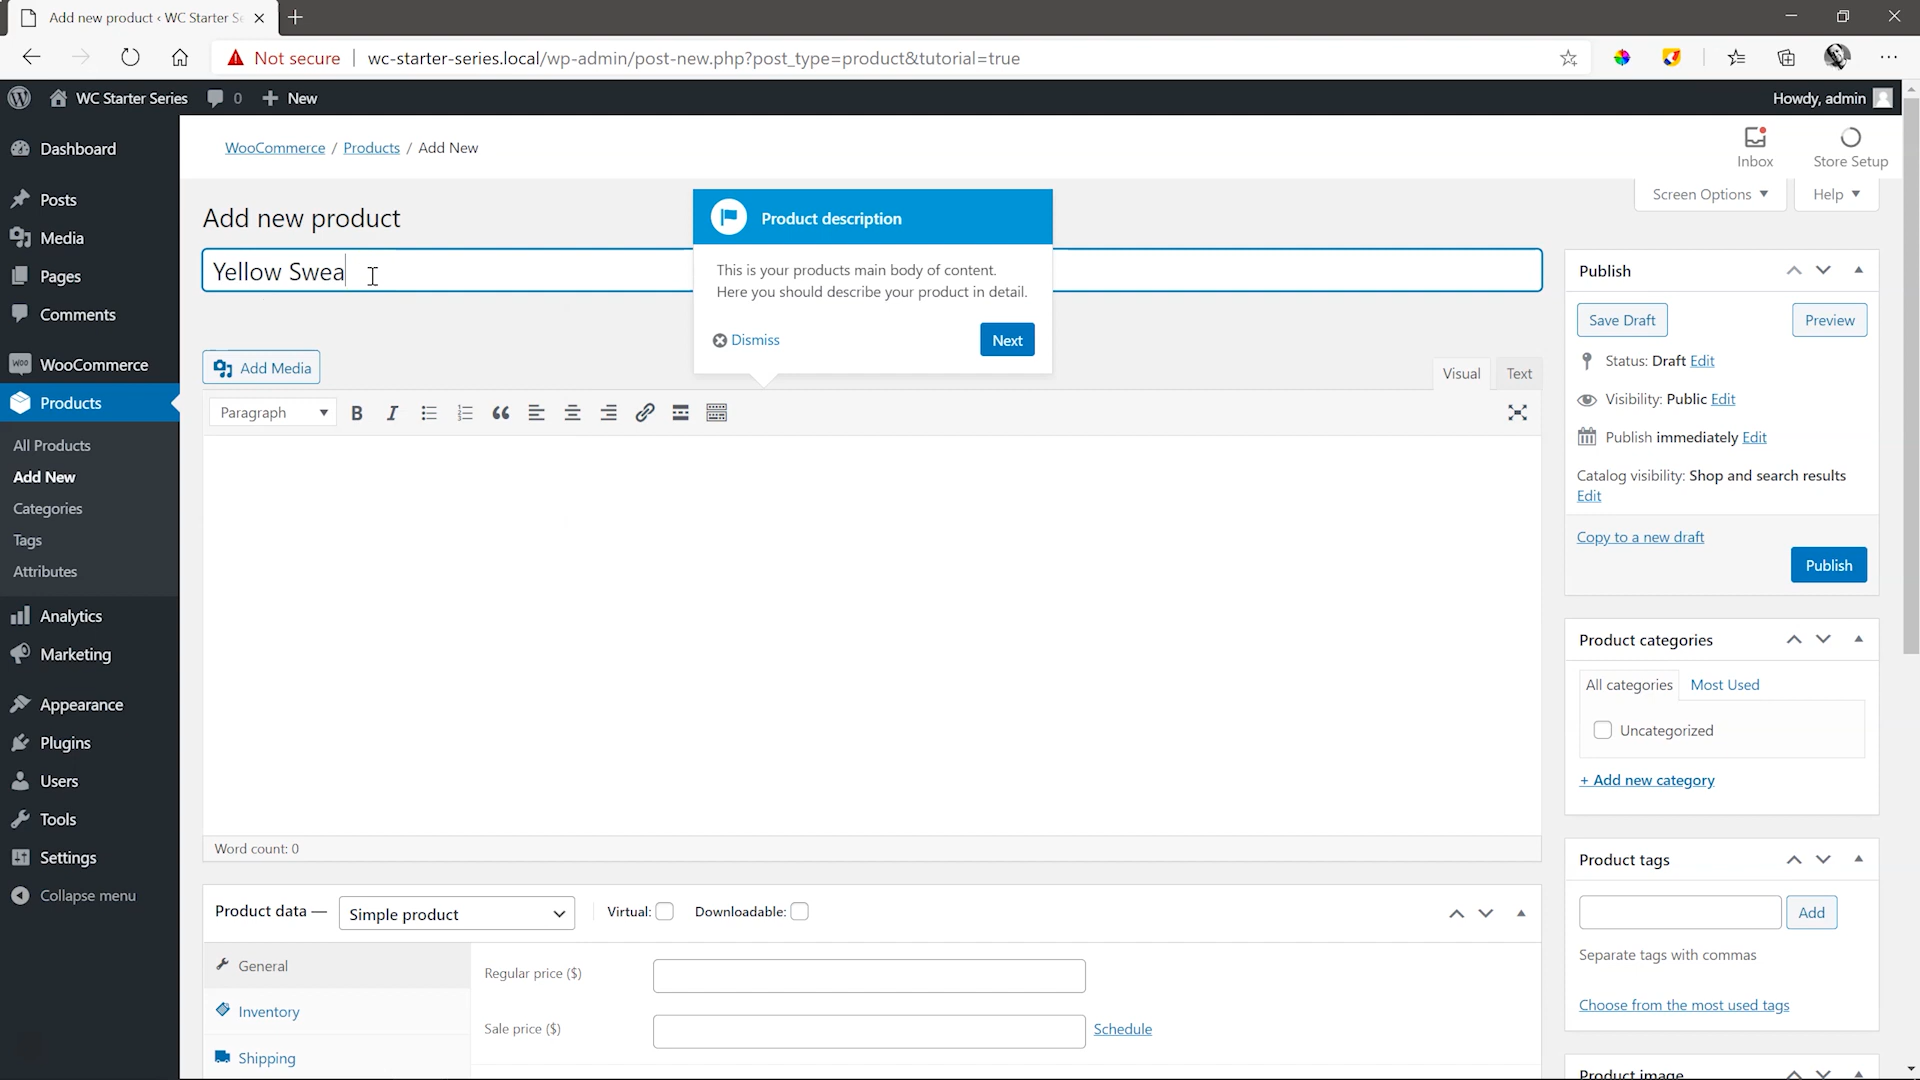 Add new product ‹ WC Starter Se
Not secure
wc-starter-series.local/wp-admin/post-new.php?post_type=product&tutorial=true
WC Starter Series
0
New
Howdy, admin
Dashboard
Posts
Media
Pages
Comments
WooCommerce
Products
All Products
Add New
Categories
Tags
Attributes
Analytics
Marketing
Appearance
Plugins
Users
Tools
Settings
Collapse menu
WooCommerce / Products / Add New
Inbox
Store Setup
Screen Options
Help
Add new product
Yellow Swea
Product description
This is your products main body of content.
Here you should describe your product in detail.
Dismiss
Next
Add Media
Visual
Text
Paragraph
Word count: 0
Product data —
Simple product
Virtual:
Downloadable:
General
Inventory
Shipping
Regular price ($)
Sale price ($)
Schedule
Publish
Save Draft
Preview
Status: Draft Edit
Visibility: Public Edit
Publish immediately Edit
Catalog visibility: Shop and search results
Edit
Copy to a new draft
Publish
Product categories
All categories
Most Used
Uncategorized
+ Add new category
Product tags
Add
Separate tags with commas
Choose from the most used tags
Product image